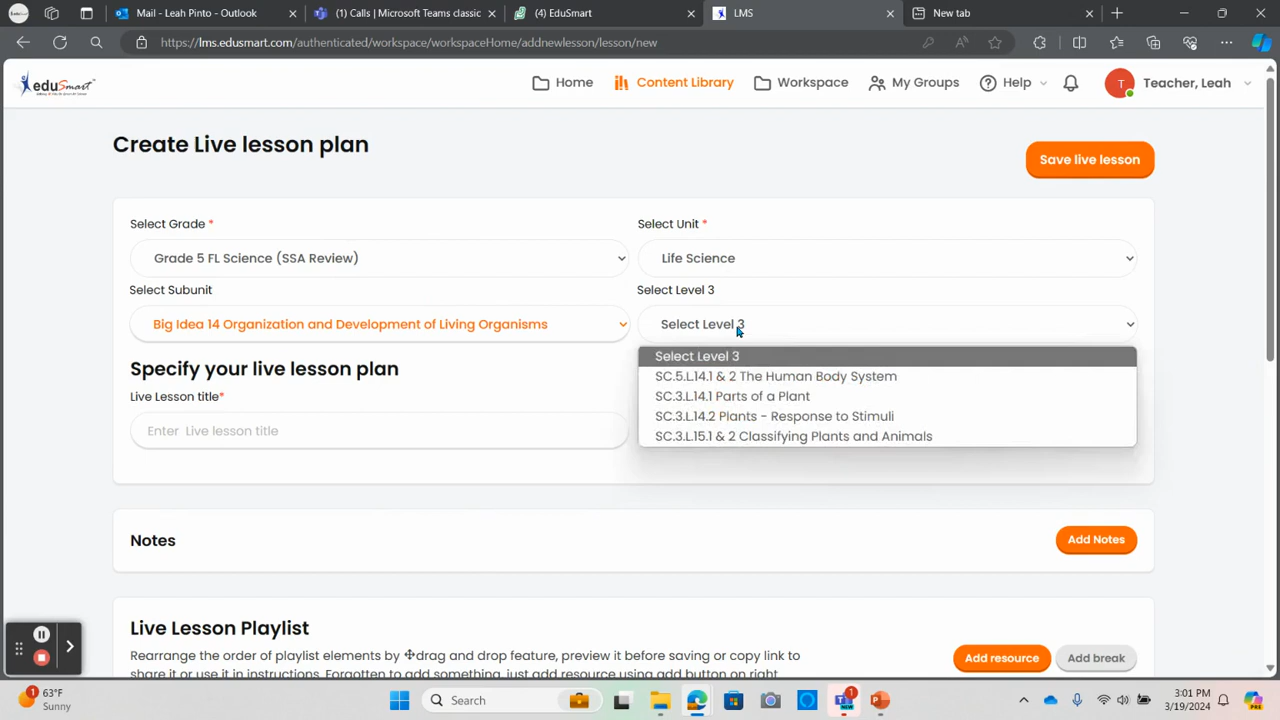 Mail - Leah Pinto - Outlook
(1) Calls | Microsoft Teams classic
(4) EduSmart
LMS
New tab
https://lms.edusmart.com/authenticated/workspace/workspaceHome/addnewlesson/lesson/new
eduSmart
Home
Content Library
Workspace
My Groups
Help
T
Teacher, Leah
Create Live lesson plan
Save live lesson
Select Grade *
Select Unit *
Grade 5 FL Science (SSA Review)
Life Science
Select Subunit
Select Level 3
Big Idea 14 Organization and Development of Living Organisms
Select Level 3
Select Level 3
SC.5.L.14.1 & 2 The Human Body System
SC.3.L.14.1 Parts of a Plant
SC.3.L.14.2 Plants - Response to Stimuli
SC.3.L.15.1 & 2 Classifying Plants and Animals
Specify your live lesson plan
Live Lesson title*
Enter Live lesson title
Notes
Add Notes
Live Lesson Playlist
Rearrange the order of playlist elements by drag and drop feature, preview it before saving or copy link to
share it or use it in instructions. Forgotten to add something, just add resource using add button on right
Add resource
Add break
1
63°F
Sunny
Search
1
NEW
3:01 PM
3/19/2024
PRE